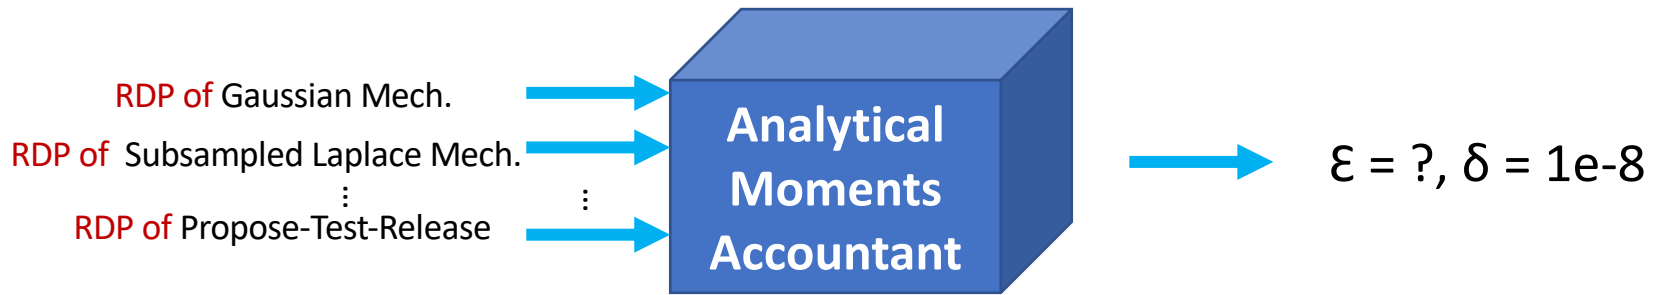 RDP of Gaussian Mech.
RDP of Subsampled Laplace Mech.
⋮ ⋮
RDP of Propose-Test-Release
Analytical
Moments
Accountant
Ɛ = ?, δ = 1e-8